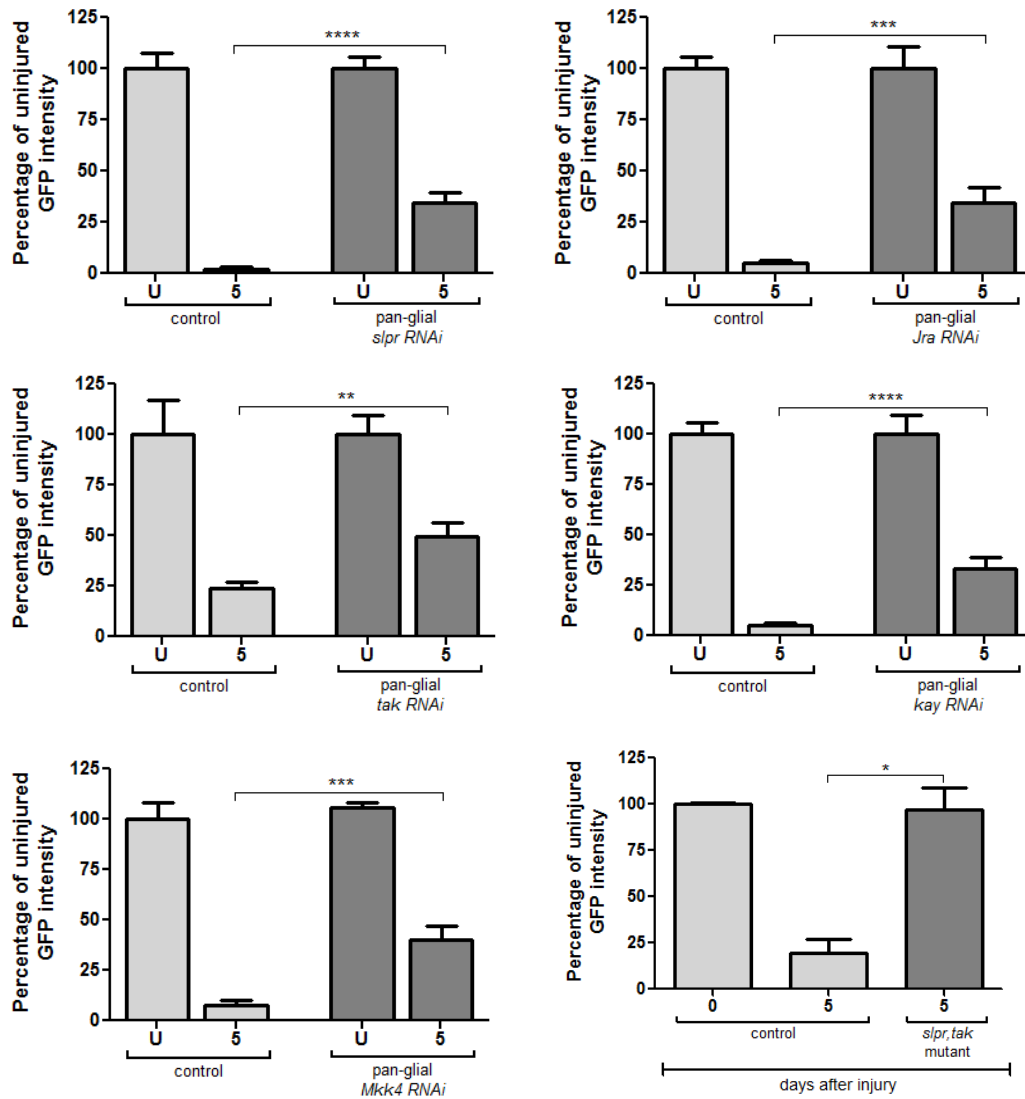 Percentage of uninjured
GFP intensity
125
100
75
50
25
0
****
U
5
U
5
control
pan-glial
slpr RNAi
Percentage of uninjured
GFP intensity
125
100
75
50
25
0
***
U
5
U
5
control
pan-glial
Jra RNAi
Percentage of uninjured
GFP intensity
125
100
75
50
25
0
**
U
5
U
5
control
pan-glial
tak RNAi
Percentage of uninjured
GFP intensity
125
100
75
50
25
0
****
U
5
U
5
control
pan-glial
kay RNAi
Percentage of uninjured
GFP intensity
125
100
75
50
25
0
***
U
5
U
5
control
pan-glial
Mkk4 RNAi
Percentage of uninjured
GFP intensity
125
100
75
50
25
0
*
0
5
5
control
slpr,tak
mutant
days after injury